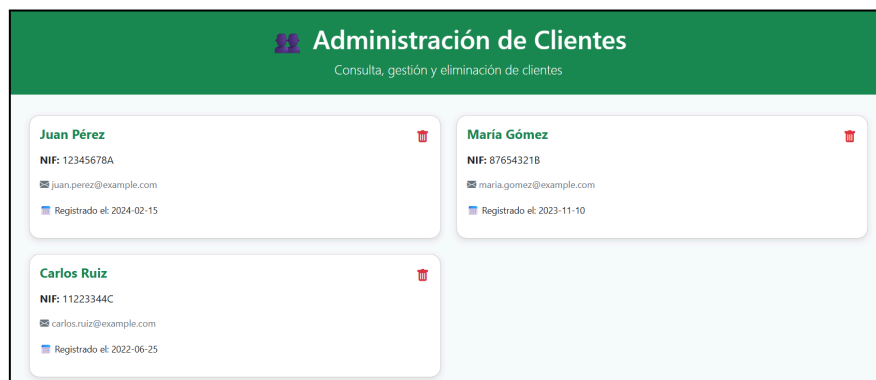 Administración de Clientes
Consulta, gestión y eliminación de clientes
Juan Pérez
NIF: 12345678A
juan.perez@example.com
Registrado el: 2024-02-15
María Gómez
NIF: 87654321B
maria.gomez@example.com
Registrado el: 2023-11-10
Carlos Ruiz
NIF: 11223344C
carlos.ruiz@example.com
Registrado el: 2022-06-25